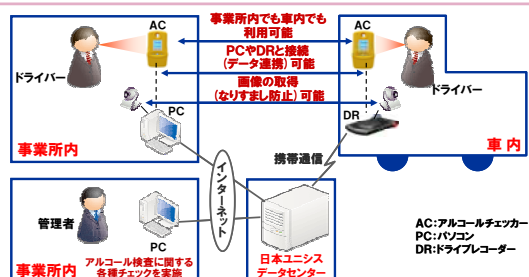 AC
事業所内でも車内でも
利用可能
AC
PCやDRと接続
(データ連携)可能
ドライバー
ドライバー
画像の取得
(なりすまし防止)可能
PC
DR
事業所内
車内
携帯通信
インターネット
管理者
PC
事業所内
アルコール検査に関する
各種チェックを実施
日本ユニシス
データセンター
AC:アルコールチェッカー
PC:パソコン
DR:ドライブレコーダー